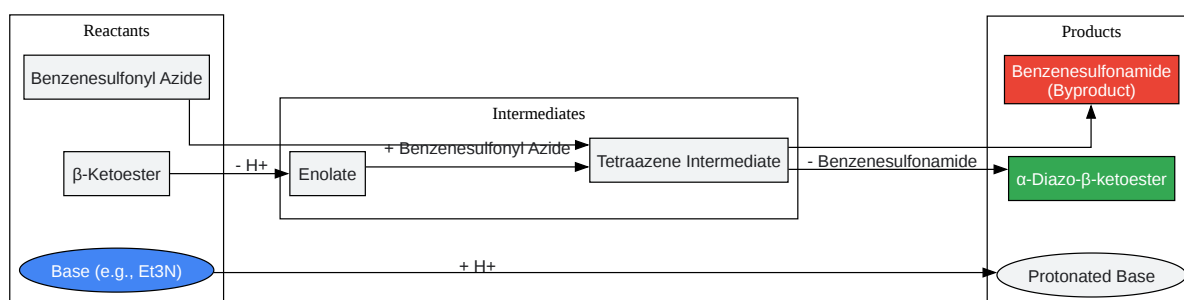 Reactants
Intermediates
Products
Benzenesulfonyl Azide
β-Ketoester
Base (e.g., Et3N)
- H+
Enolate
+ Benzenesulfonyl Azide
Tetraazene Intermediate
- Benzenesulfonamide
+ H+
Benzenesulfonamide
(Byproduct)
α-Diazo-β-ketoester
Protonated Base